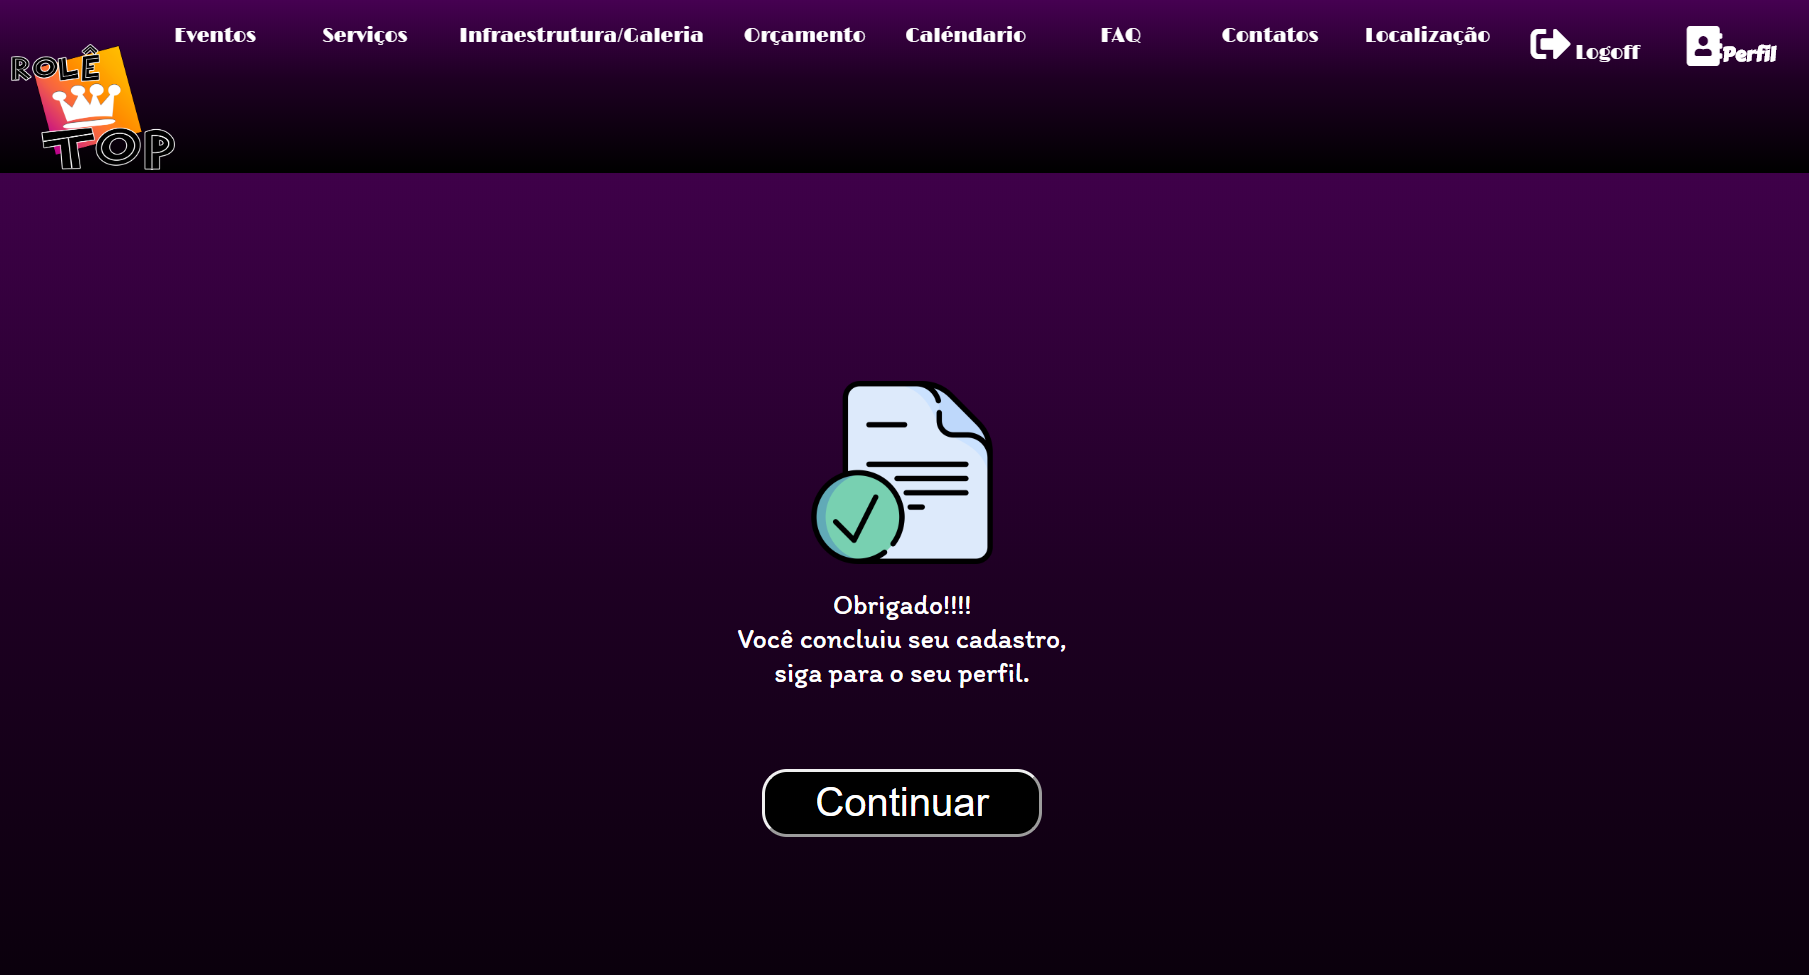 Eventos
Serviços
Infraestrutura/Galeria
Orçamento
Caléndario
FAQ
Contatos
Localização
Logoff
Perfil
ROLÊ
TOP
Obrigado!!!!
Você concluiu seu cadastro,
siga para o seu perfil.
Continuar